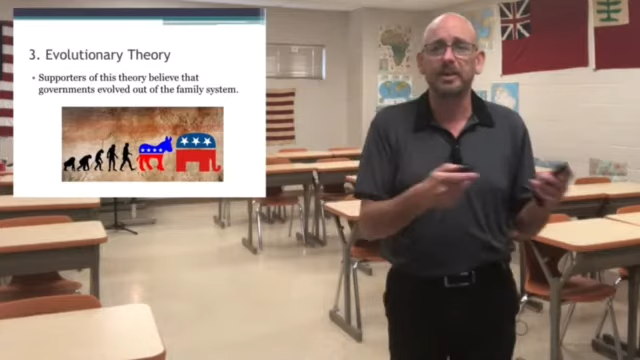 3. Evolutionary Theory
• Supporters of this theory believe that
governments evolved out of the family system.